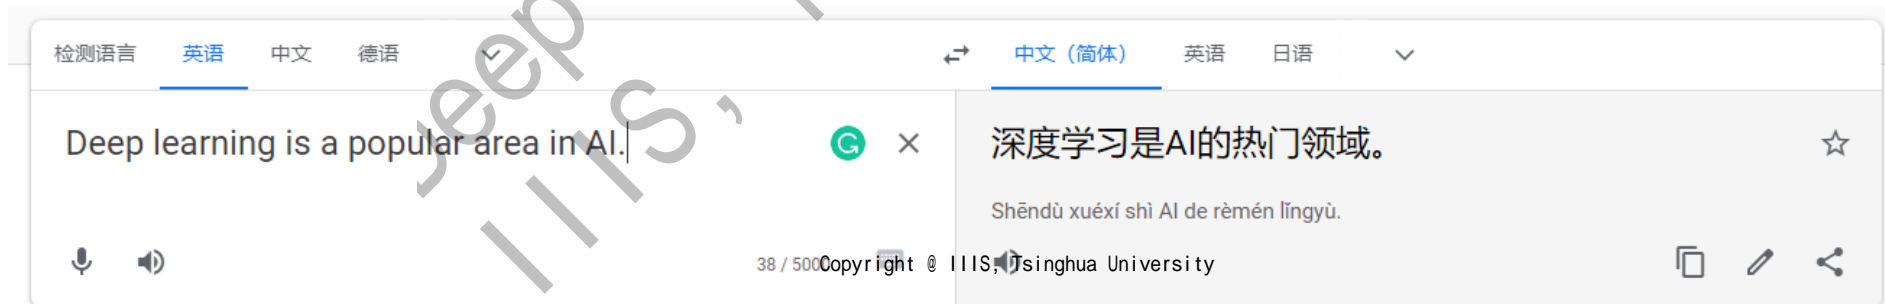 检测语言 英语 中文 德语
中文（简体） 英语 日语
Deep learning is a popular area in AI.
深度学习是AI的热门领域。
Shēndù xuéxí shì AI de rèmén lǐngyù.
38 / 5000
Copyright @ IIIS, Tsinghua University
Deep
IIIS,